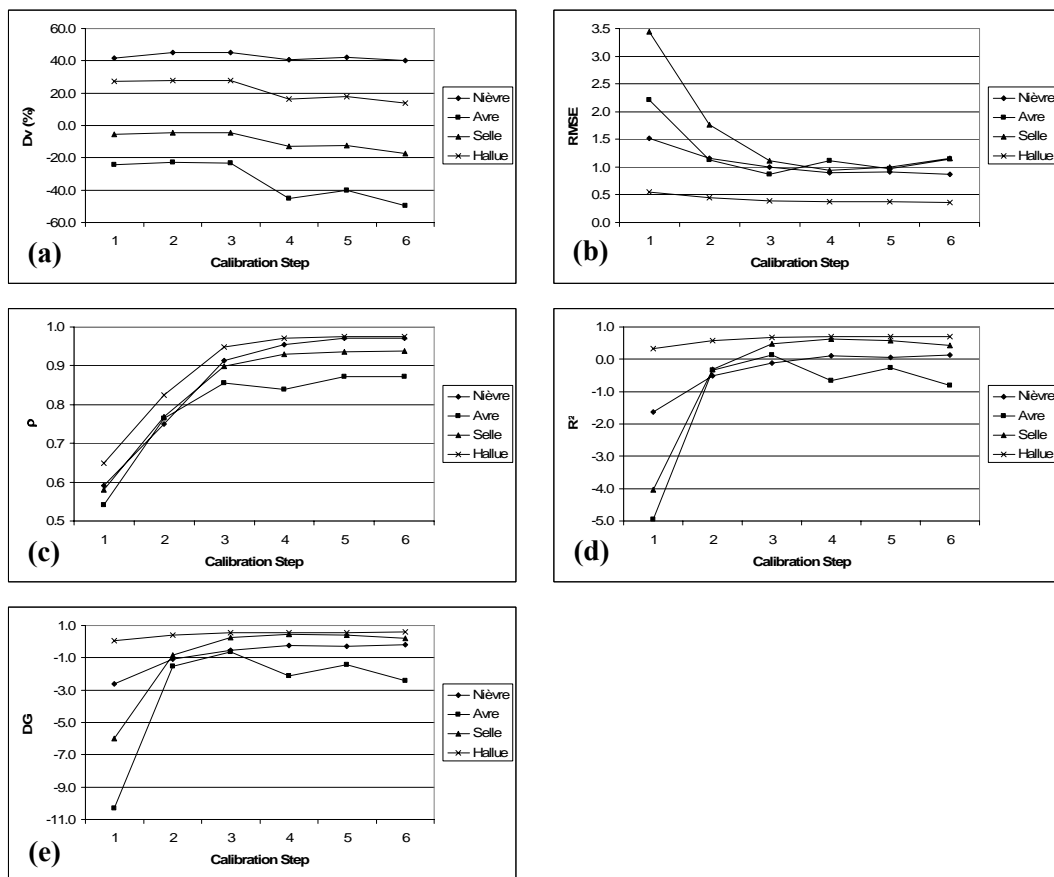 60.0
40.0
20.0
0.0
-20.0
-40.0
-60.0
Dv (%)
1 2 3 4 5 6
Calibration Step
Nièvre
Avre
Selle
Hallue
(a)
3.5
3.0
2.5
2.0
1.5
1.0
0.5
0.0
RMSE
1 2 3 4 5 6
Calibration Step
Nièvre
Avre
Selle
Hallue
(b)
1.0
0.9
0.8
0.7
0.6
0.5
ρ
1 2 3 4 5 6
Calibration Step
Nièvre
Avre
Selle
Hallue
(c)
1.0
0.0
-1.0
-2.0
-3.0
-4.0
-5.0
R²
1 2 3 4 5 6
Calibration Step
Nièvre
Avre
Selle
Hallue
(d)
1.0
-1.0
-3.0
-5.0
-7.0
-9.0
-11.0
DG
1 2 3 4 5 6
Calibration Step
Nièvre
Avre
Selle
Hallue
(e)